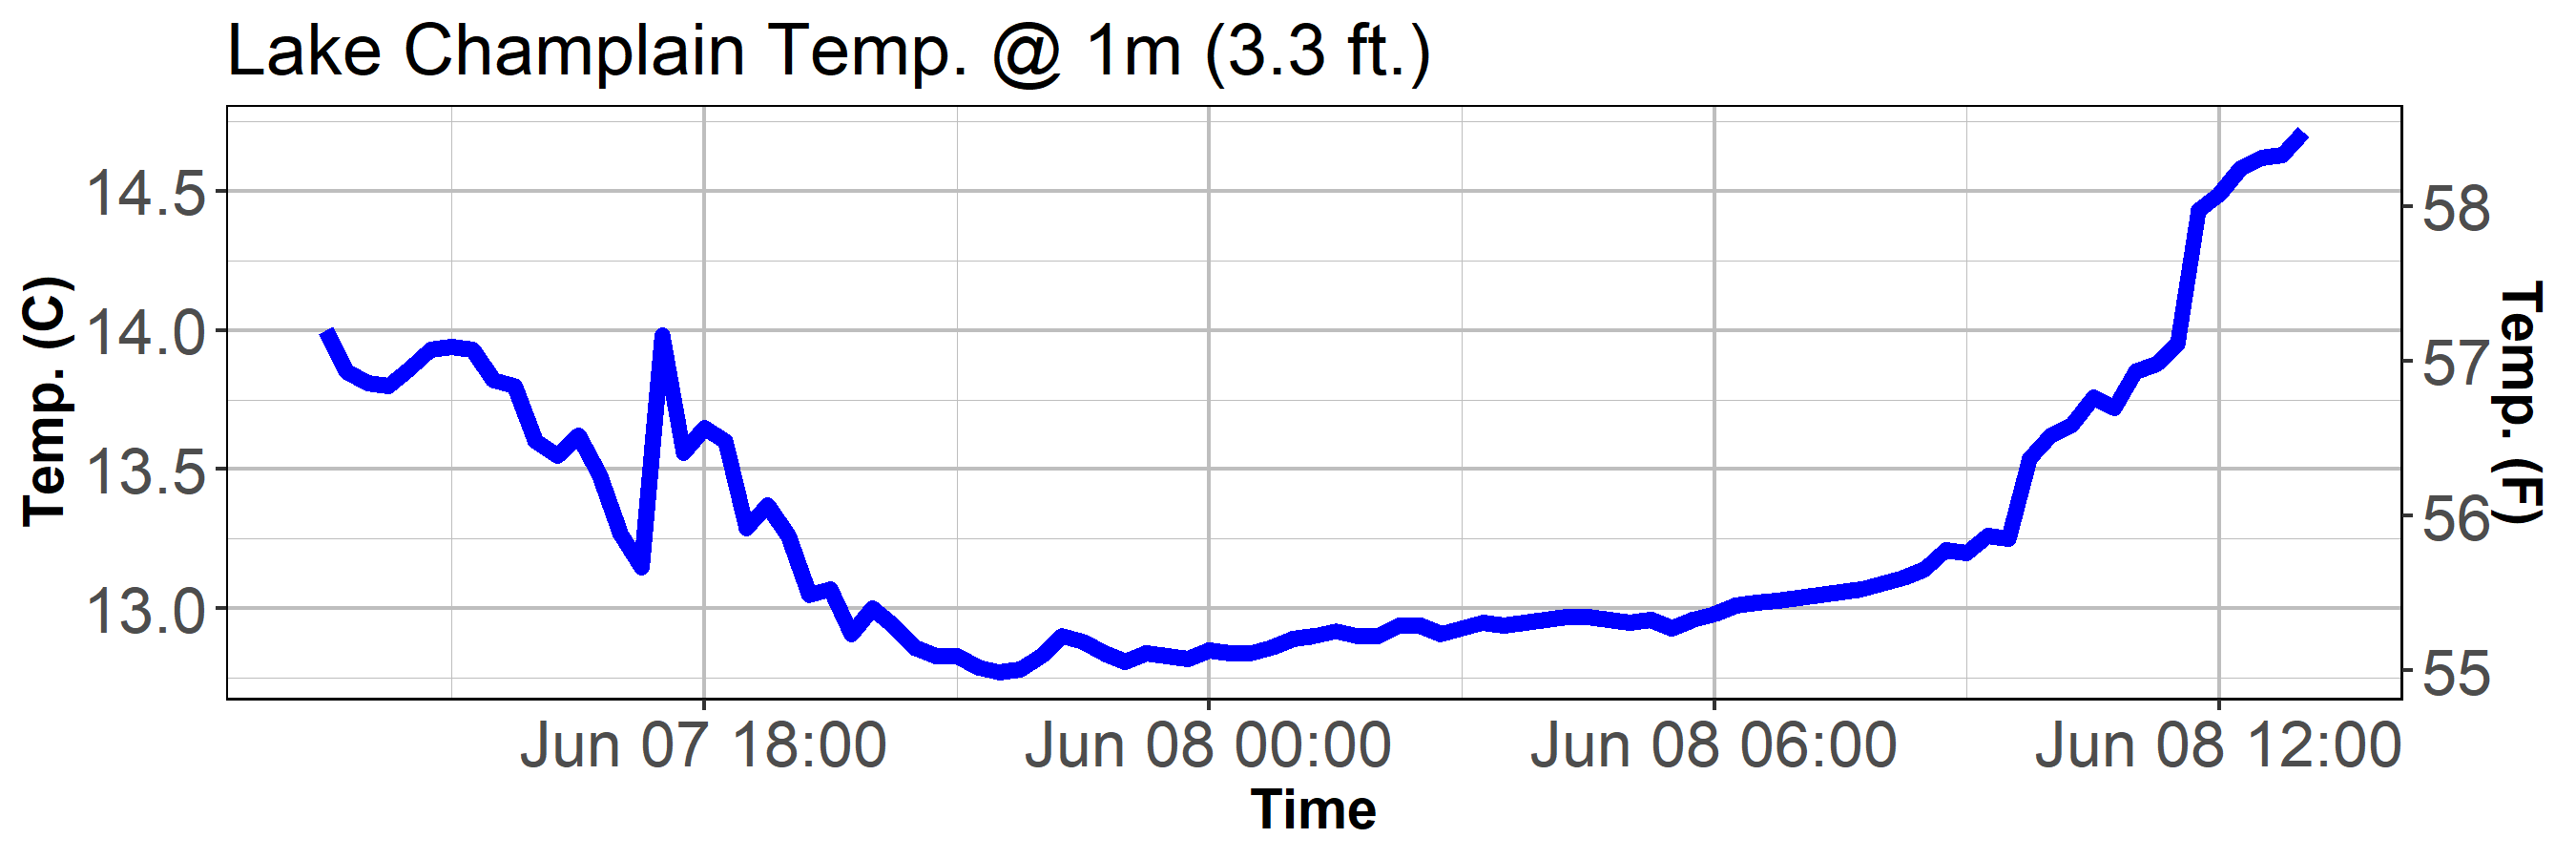 Lake Champlain Temp. @ 1m (3.3 ft.)
Temp. (C)
14.5
14.0
13.5
13.0
58
57
56
55
Temp. (F)
Jun 07 18:00 Jun 08 00:00 Jun 08 06:00 Jun 08 12:00
Time